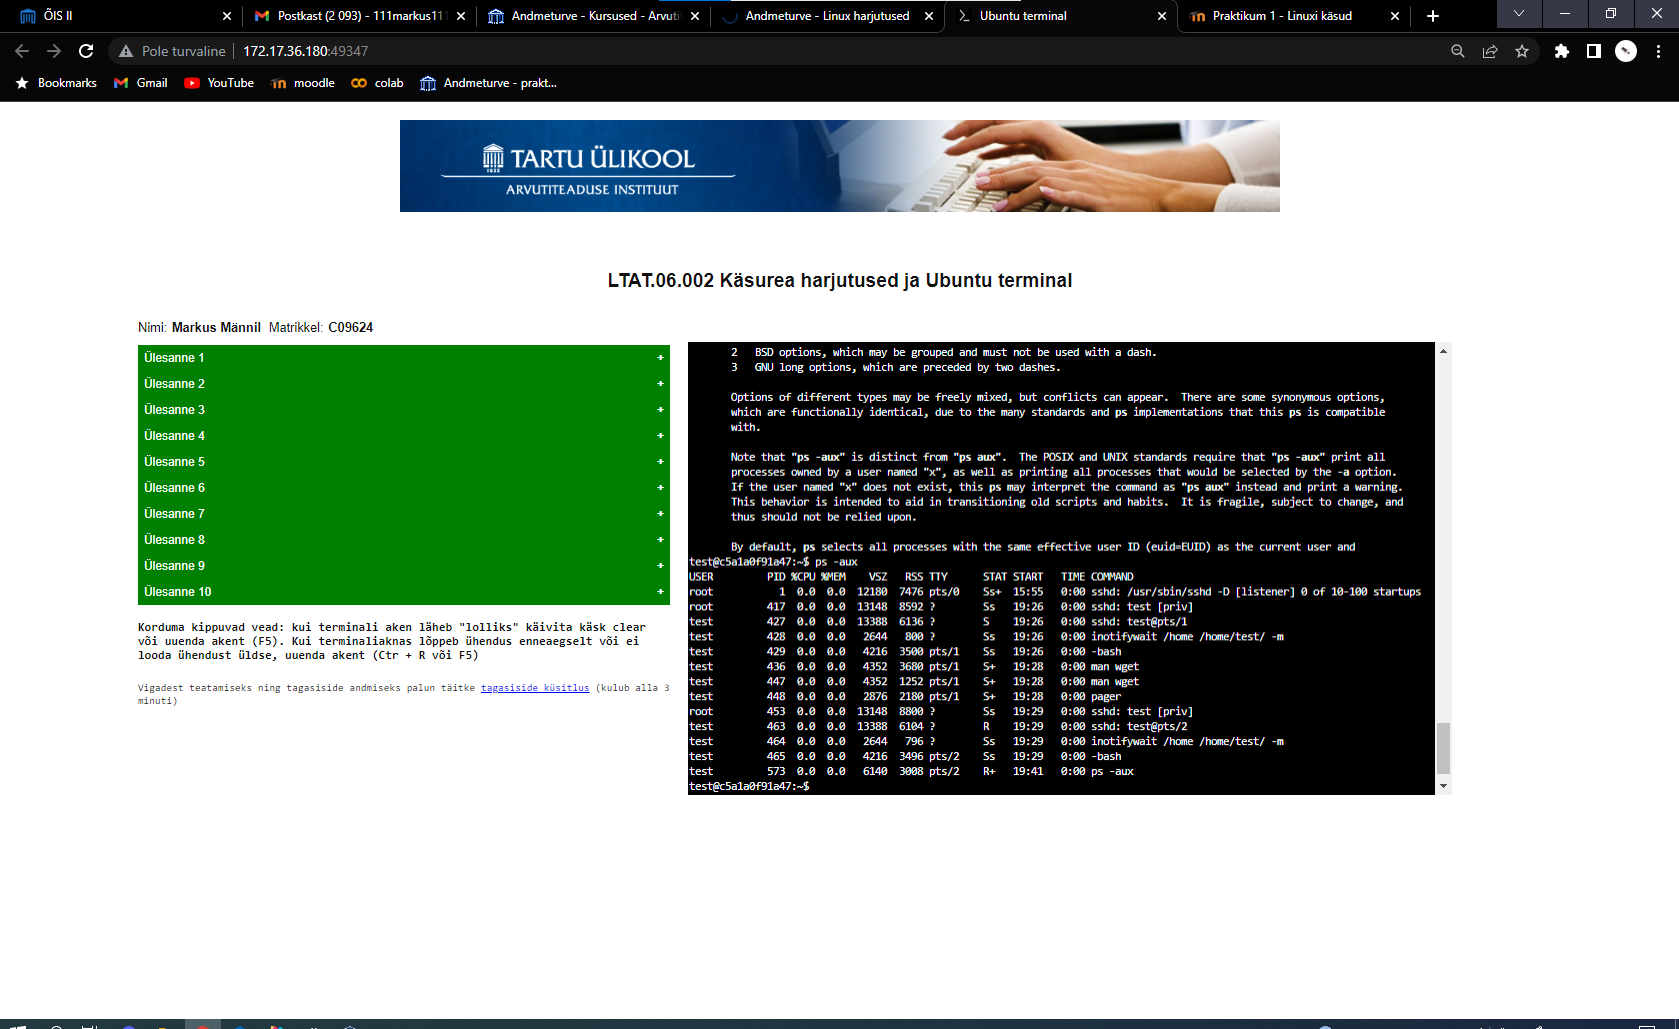 ÕIS II
Postkast (2 093) - 111markus11
Andmeturve - Kursused - Arvuti
Andmeturve - Linux harjutused
Ubuntu terminal
Praktikum 1 - Linuxi käsud
Pole turvaline
172.17.36.180:49347
Bookmarks
Gmail
YouTube
moodle
colab
Andmeturve - prakt...
1632
TARTU ÜLIKOOL
ARVUTITEADUSE INSTITUUT
LTAT.06.002 Käsurea harjutused ja Ubuntu terminal
Nimi: Markus Männil Matrikkel: C09624
Ülesanne 1 +
Ülesanne 2 +
Ülesanne 3 +
Ülesanne 4 +
Ülesanne 5 +
Ülesanne 6 +
Ülesanne 7 +
Ülesanne 8 +
Ülesanne 9 +
Ülesanne 10 +
Korduma kippuvad vead: kui terminali aken läheb "lolliks" käivita käsk clear
või uuenda akent (F5). Kui terminaliaknas lõppeb ühendus enneaegselt või ei
looda ühendust üldse, uuenda akent (Ctr + R või F5)
Vigadest teatamiseks ning tagasiside andmiseks palun täitke tagasiside küsitlus (kulub alla 3
minuti)
2 BSD options, which may be grouped and must not be used with a dash.
3 GNU long options, which are preceded by two dashes.
Options of different types may be freely mixed, but conflicts can appear. There are some synonymous options,
which are functionally identical, due to the many standards and ps implementations that this ps is compatible
with.
Note that "ps -aux" is distinct from "ps aux". The POSIX and UNIX standards require that "ps -aux" print all
processes owned by a user named "x", as well as printing all processes that would be selected by the -a option.
If the user named "x" does not exist, this ps may interpret the command as "ps aux" instead and print a warning.
This behavior is intended to aid in transitioning old scripts and habits. It is fragile, subject to change, and
thus should not be relied upon.
By default, ps selects all processes with the same effective user ID (euid=EUID) as the current user and
test@c5a1a0f91a47:~$ ps -aux
USER PID %CPU %MEM VSZ RSS TTY STAT START TIME COMMAND
root 1 0.0 0.0 12180 7476 pts/0 Ss+ 15:55 0:00 sshd: /usr/sbin/sshd -D [listener] 0 of 10-100 startups
root 417 0.0 0.0 13148 8592 ? Ss 19:26 0:00 sshd: test [priv]
test 427 0.0 0.0 13388 6136 ? S 19:26 0:00 sshd: test@pts/1
test 428 0.0 0.0 2644 800 ? Ss 19:26 0:00 inotifywait /home /home/test/ -m
test 429 0.0 0.0 4216 3500 pts/1 Ss 19:26 0:00 -bash
test 436 0.0 0.0 4352 3680 pts/1 S+ 19:28 0:00 man wget
test 447 0.0 0.0 4352 1252 pts/1 S+ 19:28 0:00 man wget
test 448 0.0 0.0 2876 2180 pts/1 S+ 19:28 0:00 pager
root 453 0.0 0.0 13148 8800 ? Ss 19:29 0:00 sshd: test [priv]
test 463 0.0 0.0 13388 6104 ? R 19:29 0:00 sshd: test@pts/2
test 464 0.0 0.0 2644 796 ? Ss 19:29 0:00 inotifywait /home /home/test/ -m
test 465 0.0 0.0 4216 3496 pts/2 Ss 19:29 0:00 -bash
test 573 0.0 0.0 6140 3008 pts/2 R+ 19:41 0:00 ps -aux
test@c5a1a0f91a47:~$